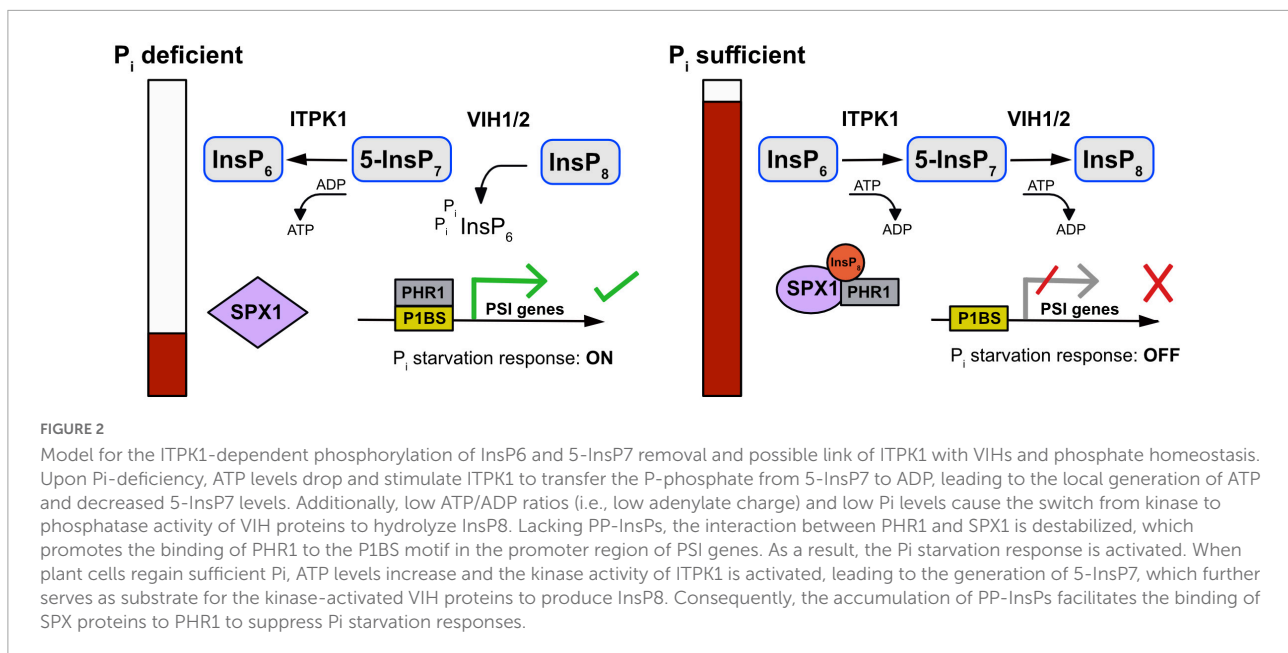 Pi deficient
ITPK1 VIH1/2
InsP6 5-InsP7 InsP8
ADP
ATP
Pi
Pi InsP6
SPX1
PHR1
P1BS
PSI genes
Pi starvation response: ON
Pi sufficient
ITPK1 VIH1/2
InsP6 5-InsP7 InsP8
ATP ATP
ADP ADP
InsP8
SPX1 PHR1
P1BS
PSI genes
Pi starvation response: OFF
FIGURE 2
Model for the ITPK1-dependent phosphorylation of InsP6 and 5-InsP7 removal and possible link of ITPK1 with VIHs and phosphate homeostasis.
Upon Pi-deficiency, ATP levels drop and stimulate ITPK1 to transfer the P-phosphate from 5-InsP7 to ADP, leading to the local generation of ATP
and decreased 5-InsP7 levels. Additionally, low ATP/ADP ratios (i.e., low adenylate charge) and low Pi levels cause the switch from kinase to
phosphatase activity of VIH proteins to hydrolyze InsP8. Lacking PP-InsPs, the interaction between PHR1 and SPX1 is destabilized, which
promotes the binding of PHR1 to the P1BS motif in the promoter region of PSI genes. As a result, the Pi starvation response is activated. When
plant cells regain sufficient Pi, ATP levels increase and the kinase activity of ITPK1 is activated, leading to the generation of 5-InsP7, which further
serves as substrate for the kinase-activated VIH proteins to produce InsP8. Consequently, the accumulation of PP-InsPs facilitates the binding of
SPX proteins to PHR1 to suppress Pi starvation responses.